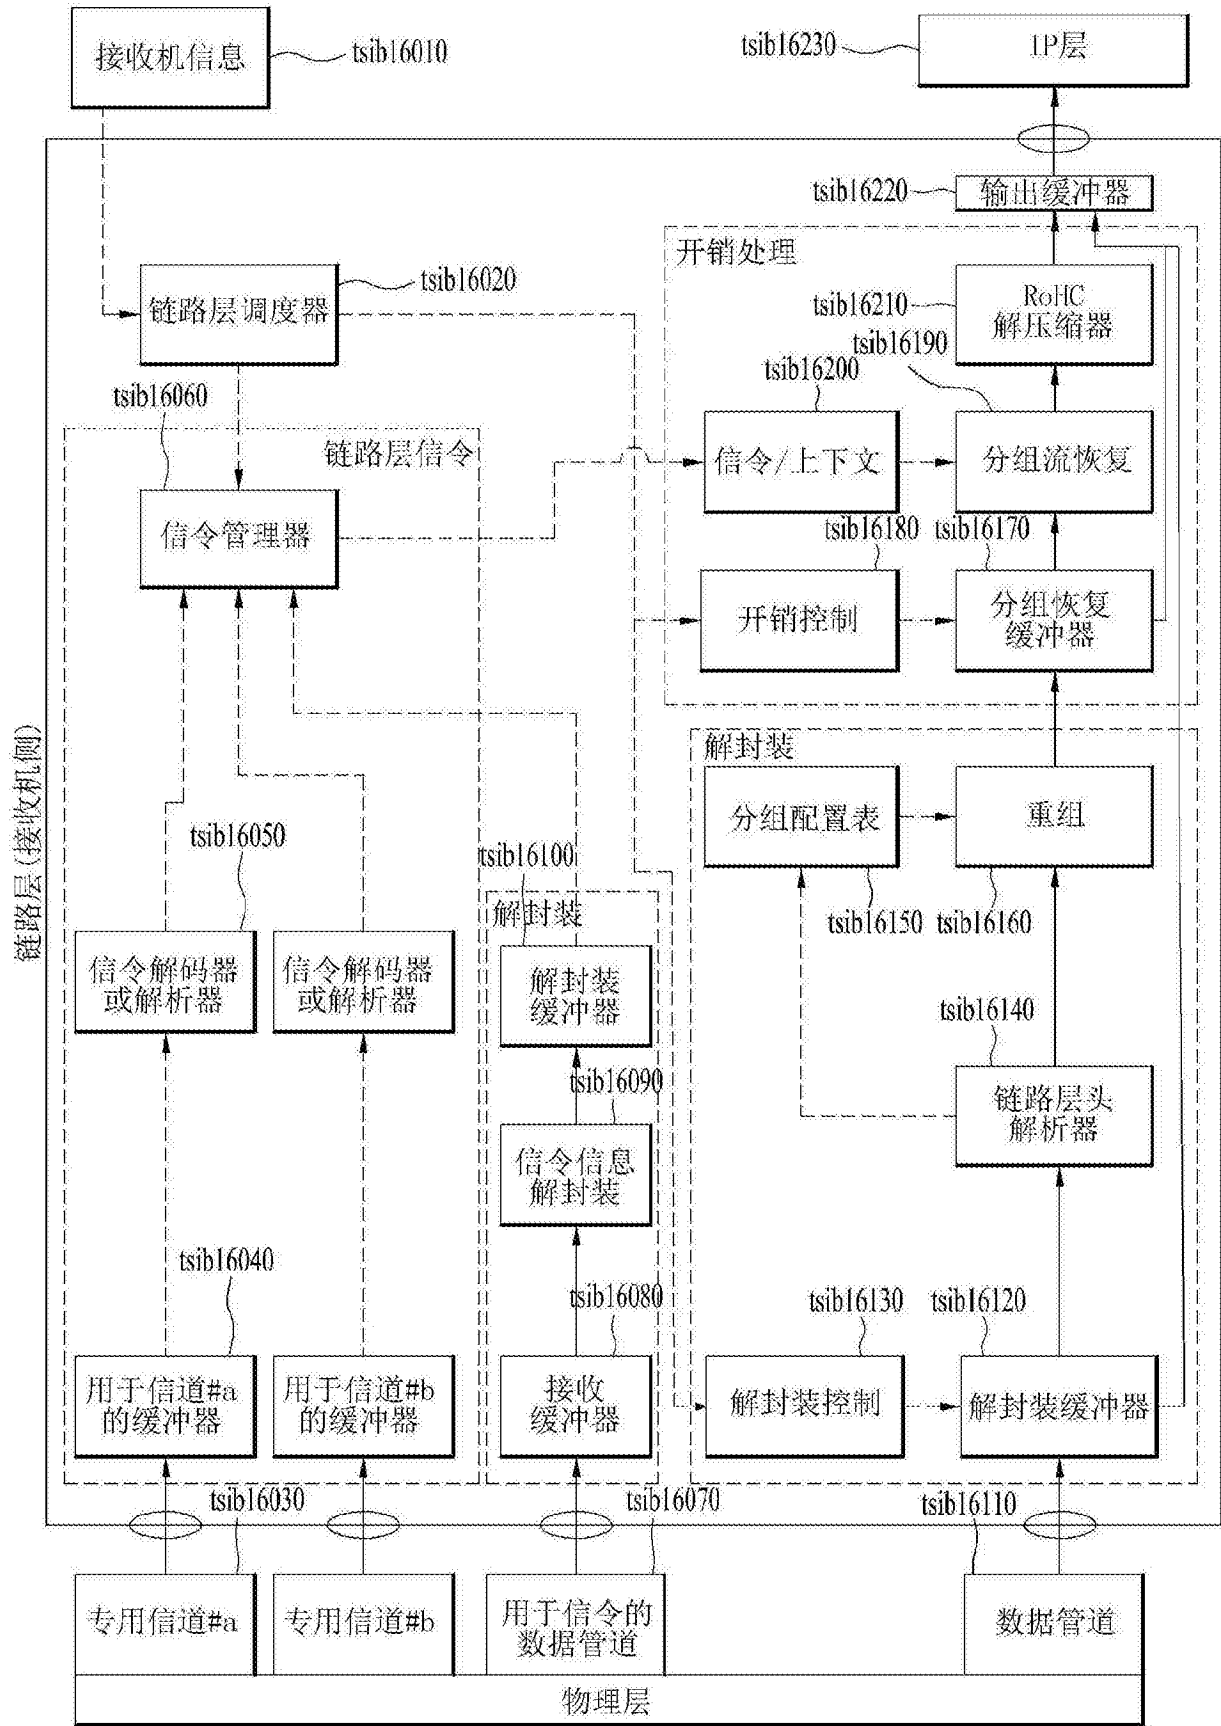 接收机信息
tsib16010
tsib16230
IP层
tsib16220
输出缓冲器
开销处理
链路层调度器
tsib16020
tsib16210
RoHC
解压缩器
tsib16190
tsib16200
tsib16060
链路层信令
信令/上下文
分组流恢复
信令管理器
tsib16180
tsib16170
开销控制
分组恢复
缓冲器
链路层(接收机侧)
解封装
分组配置表
重组
tsib16050
tsib16100
解封装
tsib16150
tsib16160
信令解码器
或解析器
信令解码器
或解析器
解封装
缓冲器
tsib16140
tsib16090
链路层头
解析器
信令信息
解封装
tsib16040
tsib16080
tsib16130
tsib16120
用于信道#a
的缓冲器
用于信道#b
的缓冲器
接收
缓冲器
解封装控制
解封装缓冲器
tsib16030
tsib16070
tsib16110
专用信道#a
专用信道#b
用于信令的
数据管道
数据管道
物理层